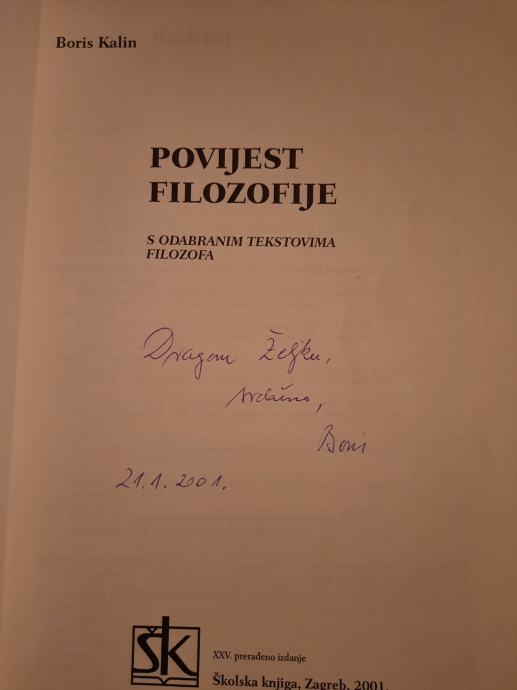 Boris Kalin
POVIJEST
FILOZOFIJE
S ODABRANIM TEKSTOVIMA
FILOZOFA
Dragom Željku,
srdačno,
Boris
21.1.2001.
šk
XXV. prerađeno izdanje
Školska knjiga, Zagreb, 2001.